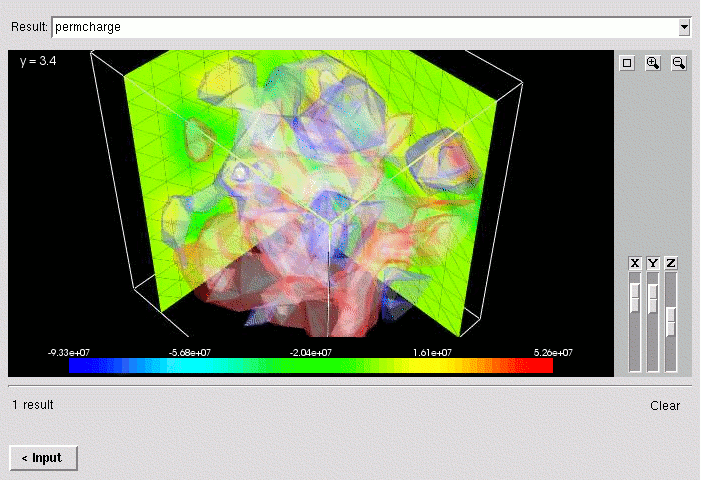 Result: permcharge
y = 3.4
X Y Z
-9.33e+07 -5.68e+07 -2.04e+07 1.61e+07 5.26e+07
1 result Clear
< Input